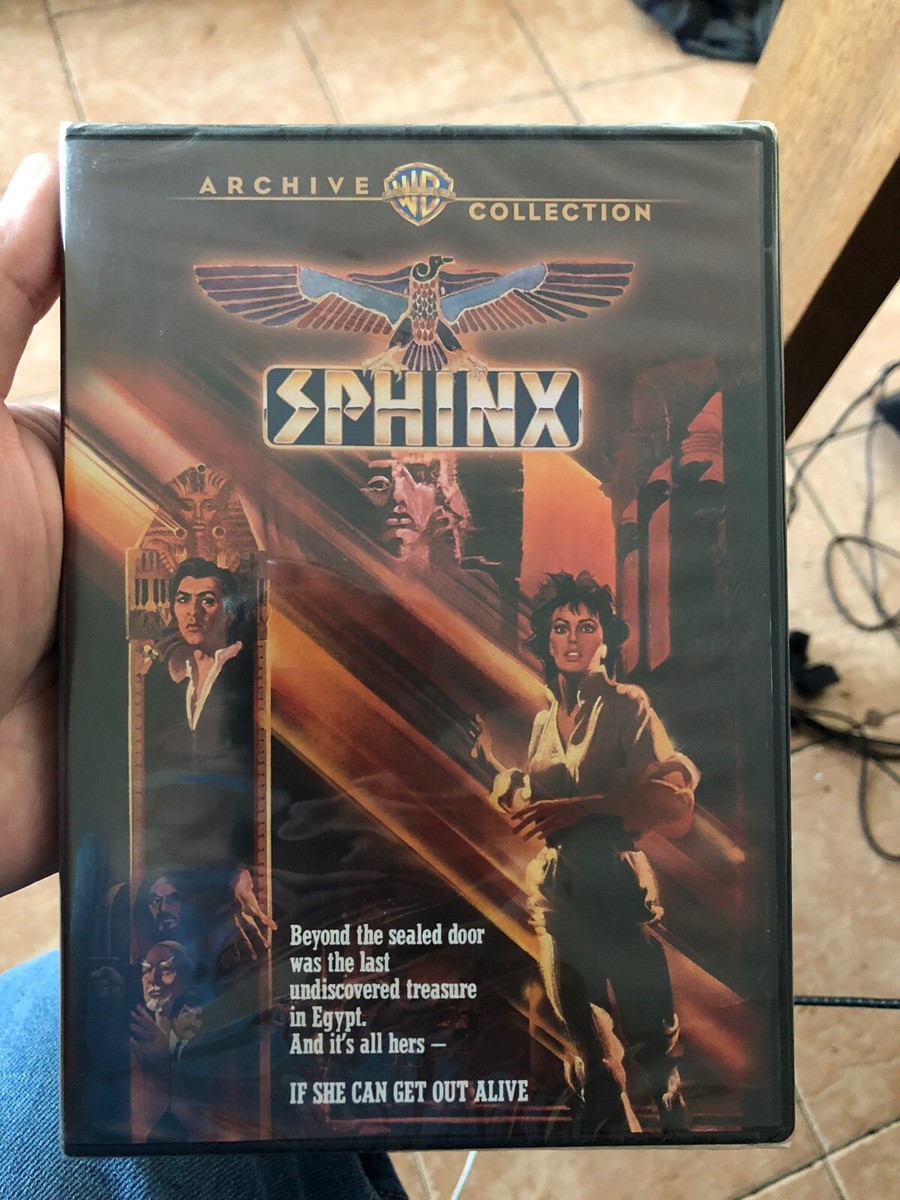 ARCHIVE WB COLLECTION
SPHINX
Beyond the sealed door
was the last
undiscovered treasure
in Egypt.
And it's all hers —
IF SHE CAN GET OUT ALIVE